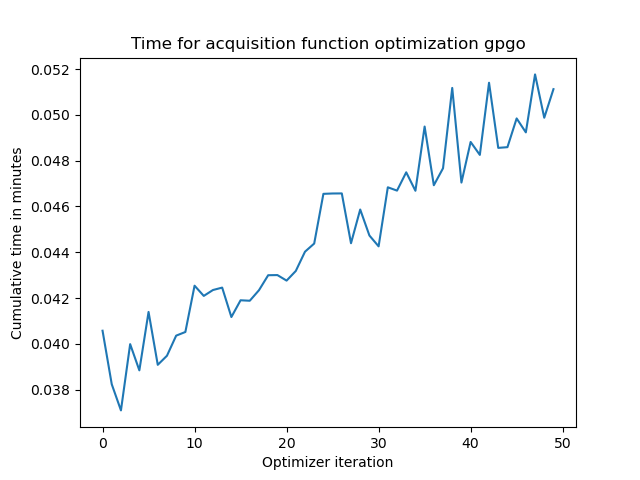 Time for acquisition function optimization gpgo
0.052
0.050
0.048
0.046
0.044
0.042
0.040
0.038
Cumulative time in minutes
0 10 20 30 40 50
Optimizer iteration